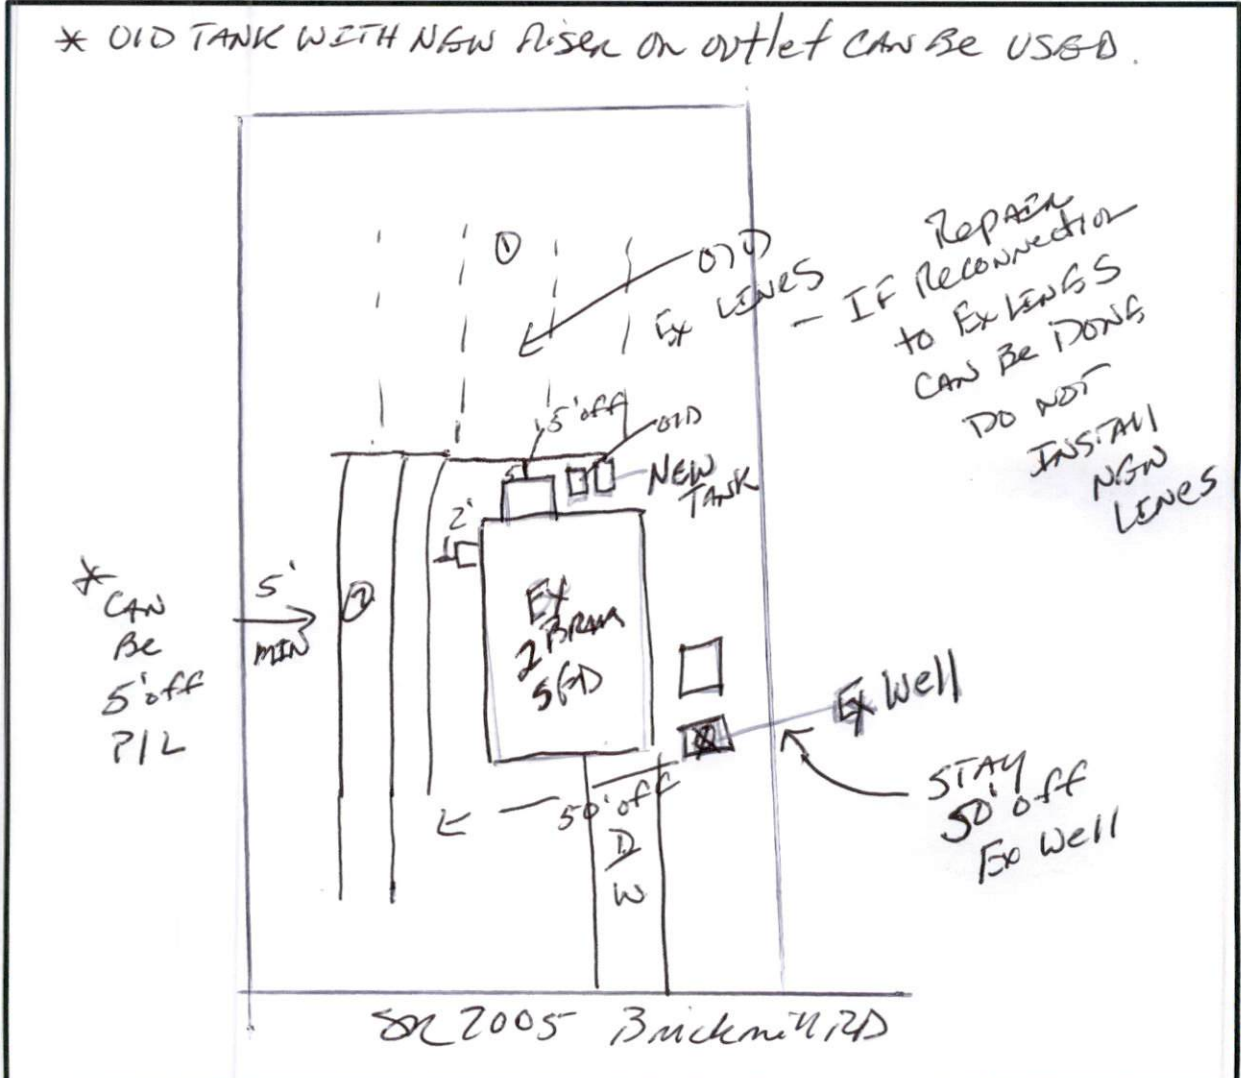 * OLD TANK WITH NEW RISER ON OUTLET CAN BE USED.
①
OLD
EX LINES
- REPAIR
IF RECONNECTION
TO EX LINES
CAN BE DONE
DO NOT
INSTALL
NEW
LINES
5' off
OLD
NEW
TANK
5'
2'
* CAN
BE
5' off
P/L
5'
MIN
②
EX
2 BRM
SFD
EX WELL
STAY
50' off
EX WELL
50' off
D/W
SR 2005 Brickmill RD